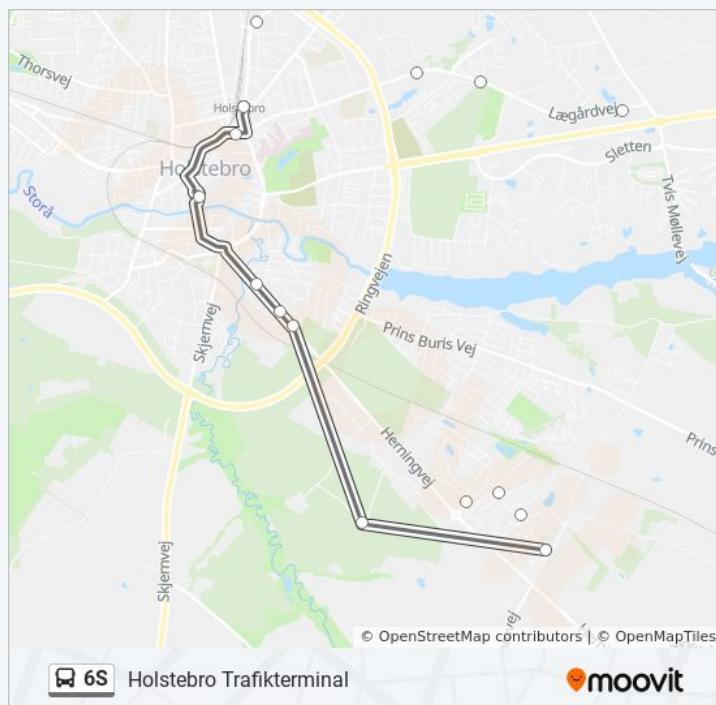 Thorsvej
Holstebro
Lægårdvej
Sletten
Holstebro
Storå
Tvis Møllevej
Ringvejen
Skjernvej
Prins Buris Vej
Prins
Herningvej
Skjernvej
vej
© OpenStreetMap contributors | © OpenMapTiles
6S Holstebro Trafikterminal
moovit